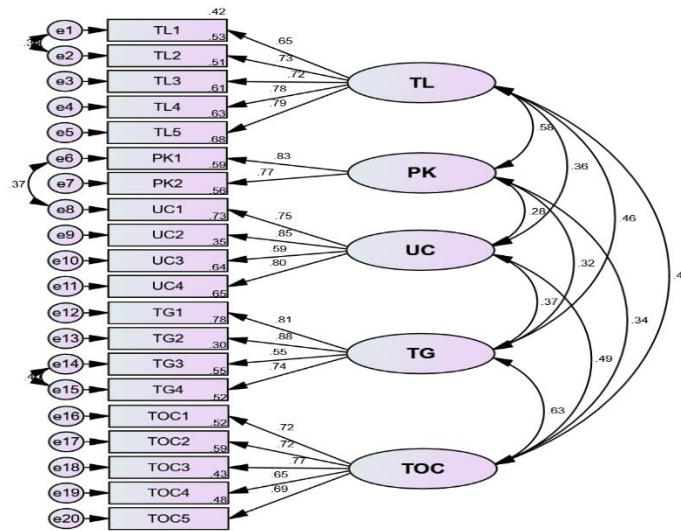 .42
e1 TL1 .53
e2 TL2 .51 .65
e3 TL3 .61 .73
e4 TL4 .63 .72 TL
e5 TL5 .68 .78
.79
e6 PK1 .59 .83 .58
.37 e7 PK2 .56 .77 PK .36
e8 UC1 .73 .75 .28 .46
e9 UC2 .35 .85 UC
e10 UC3 .64 .59 .32
e11 UC4 .65 .80 .37 .34
e12 TG1 .78 .81
e13 TG2 .30 .88 TG .49
e14 TG3 .55 .55
e15 TG4 .52 .74 .63
e16 TOC1 .52 .72
e17 TOC2 .59 .72
e18 TOC3 .43 .77 TOC
e19 TOC4 .48 .65
e20 TOC5 .69